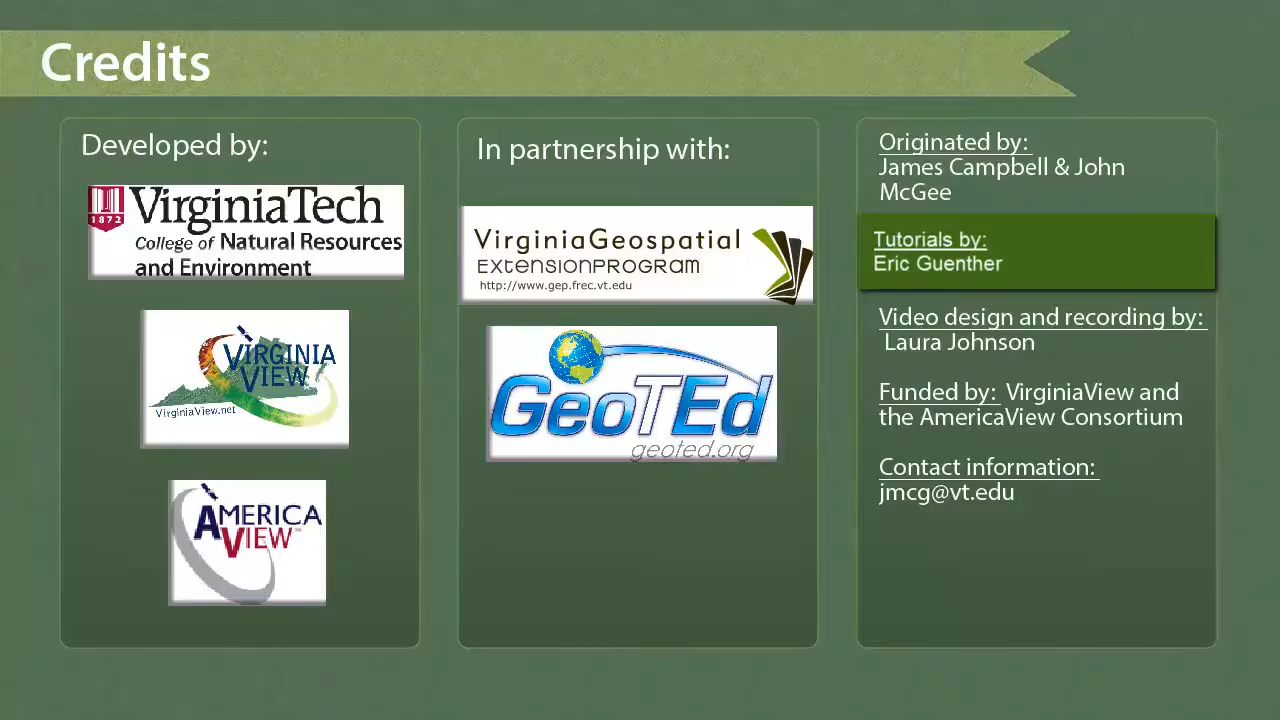 Credits
Developed by:
1872
VirginiaTech
College of Natural Resources
and Environment
VIRGINIA
VIEW
VirginiaView.net
AMERICA
VIEW
In partnership with:
VirginiaGeospatial
EXTENSIONPROGRAM
http://www.gep.frec.vt.edu
GEOTED
geoted.org
Originated by:
James Campbell & John
McGee
Tutorials by:
Eric Guenther
Video design and recording by:
Laura Johnson
Funded by: VirginiaView and
the AmericaView Consortium
Contact information:
jmcg@vt.edu